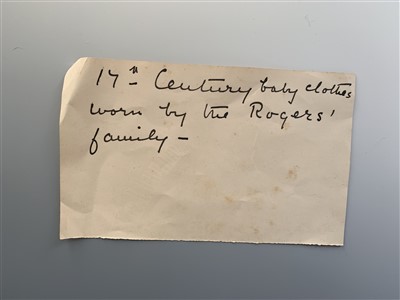 17th Century baby clothes
worn by the Rogers'
family -